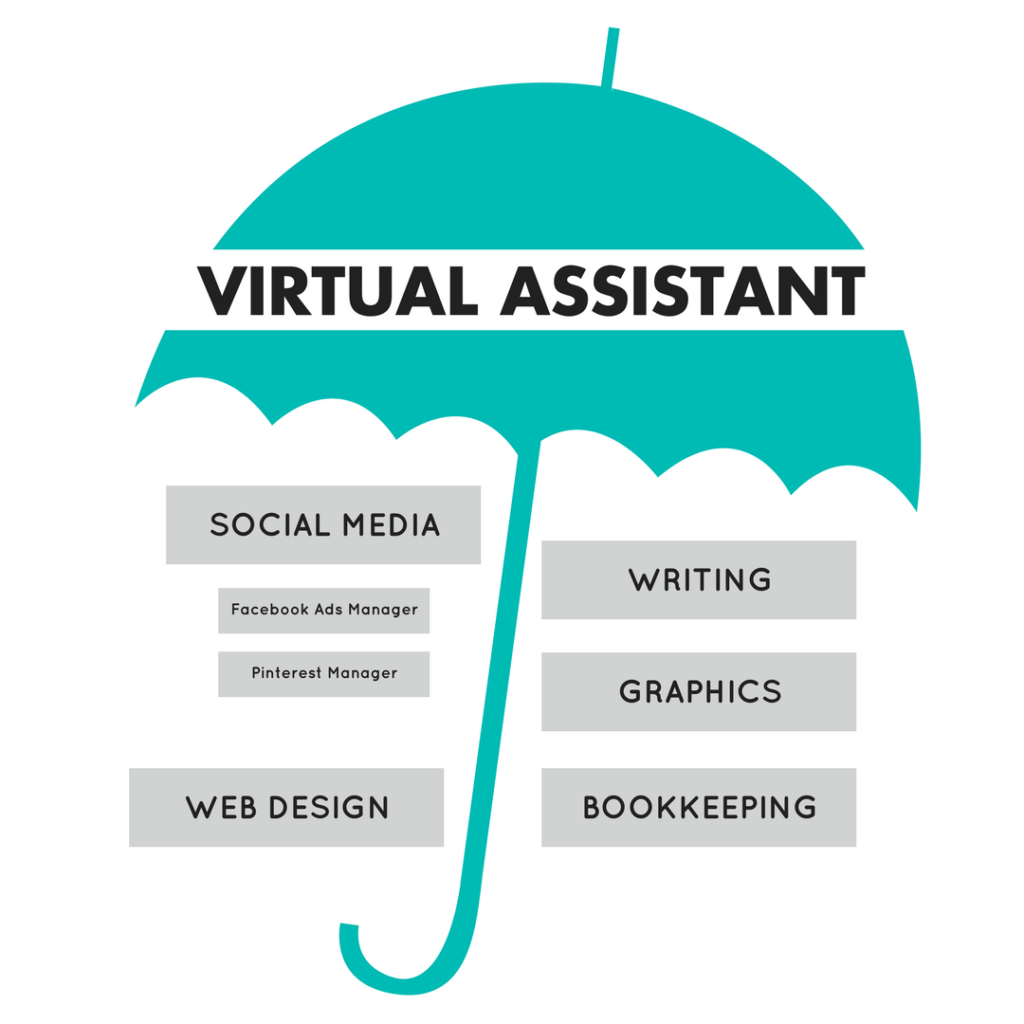 VIRTUAL ASSISTANT
SOCIAL MEDIA
Facebook Ads Manager
Pinterest Manager
WEB DESIGN
WRITING
GRAPHICS
BOOKKEEPING